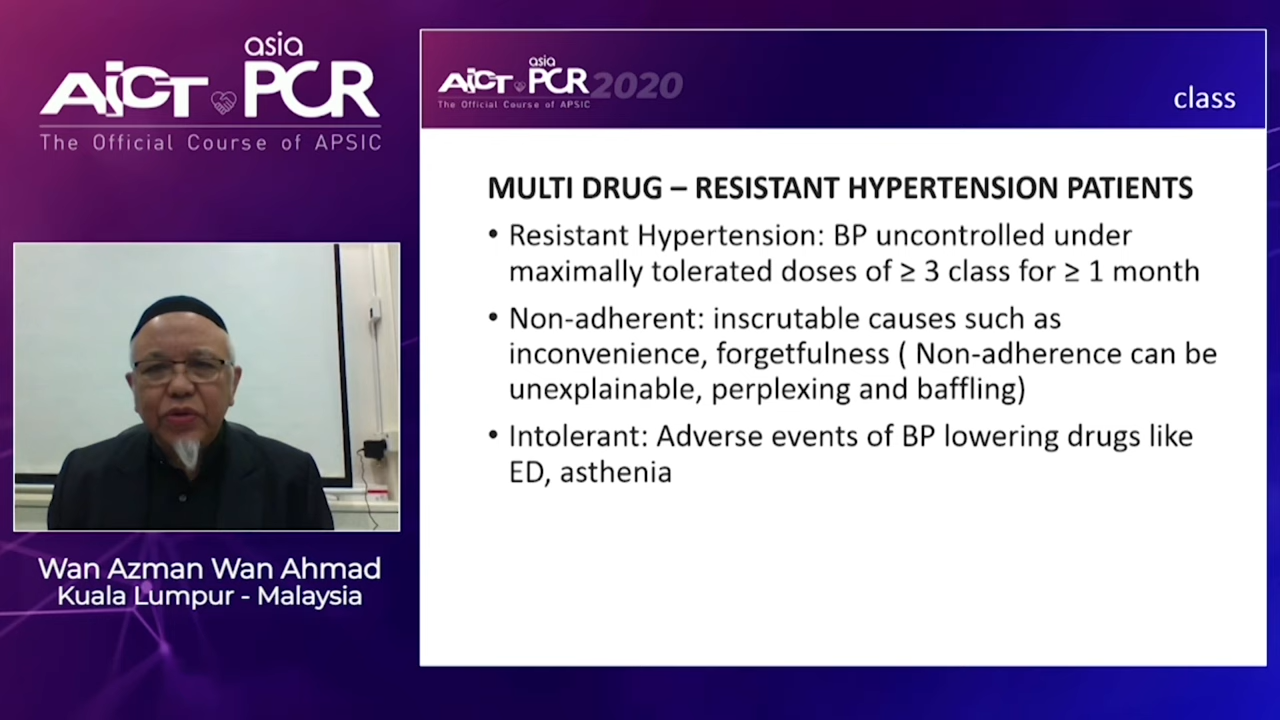 asia
AICT PCR
The Official Course of APSIC
asia
AICT PCR 2020
The Official Course of APSIC
class
MULTI DRUG – RESISTANT HYPERTENSION PATIENTS
• Resistant Hypertension: BP uncontrolled under
maximally tolerated doses of ≥ 3 class for ≥ 1 month
• Non-adherent: inscrutable causes such as
inconvenience, forgetfulness ( Non-adherence can be
unexplainable, perplexing and baffling)
• Intolerant: Adverse events of BP lowering drugs like
ED, asthenia
Wan Azman Wan Ahmad
Kuala Lumpur - Malaysia